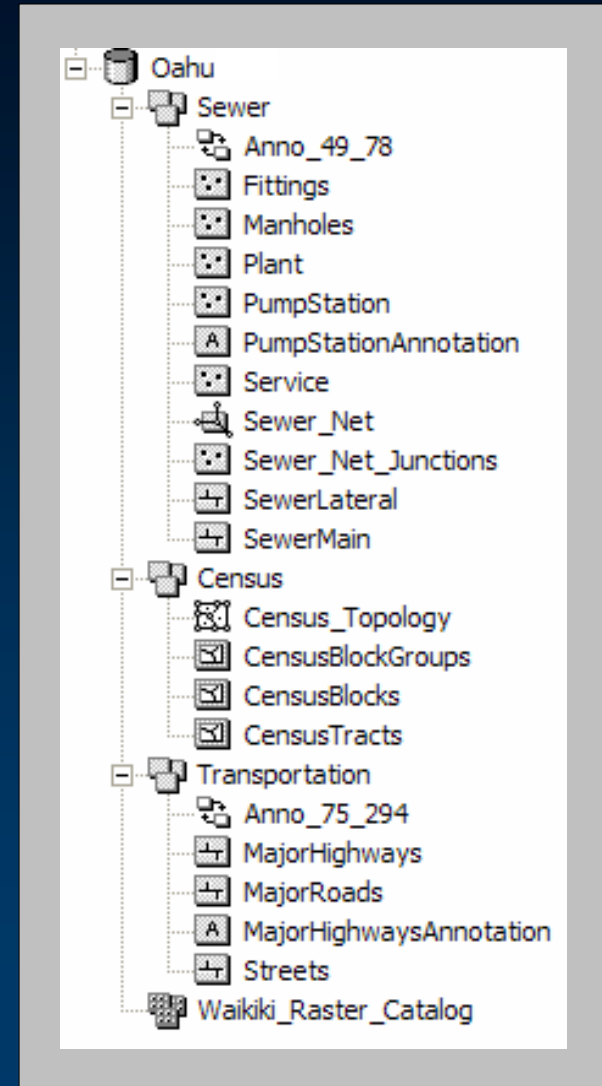 Oahu
Sewer
Anno_49_78
Fittings
Manholes
Plant
PumpStation
PumpStationAnnotation
Service
Sewer_Net
Sewer_Net_Junctions
SewerLateral
SewerMain
Census
Census_Topology
CensusBlockGroups
CensusBlocks
CensusTracts
Transportation
Anno_75_294
MajorHighways
MajorRoads
MajorHighwaysAnnotation
Streets
Waikiki_Raster_Catalog